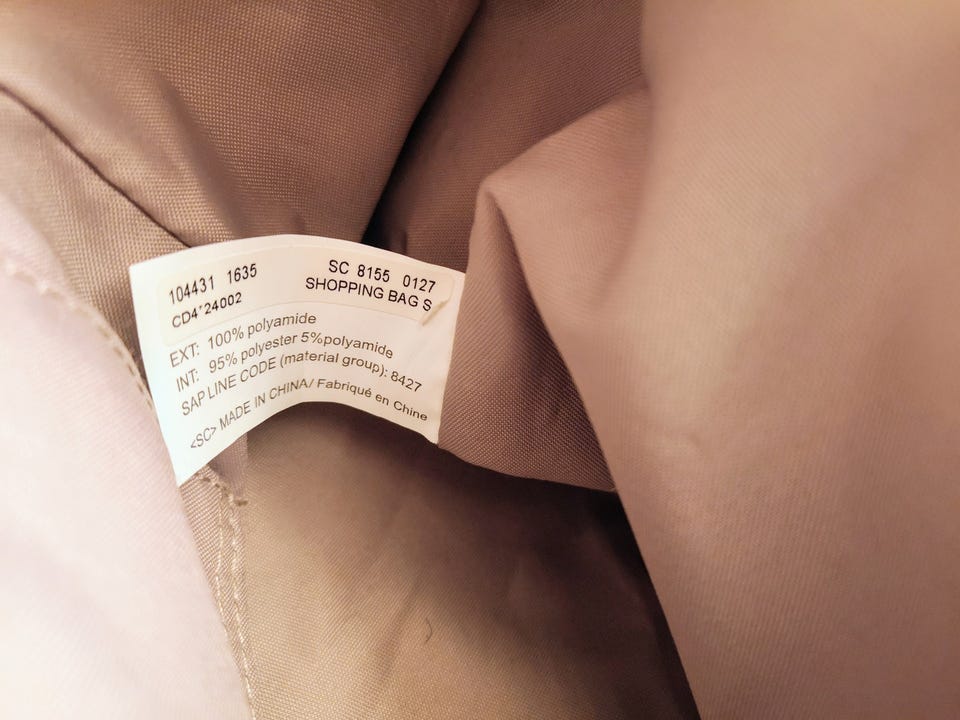 104431 1635 SC 8155 0127
CD4*24002 SHOPPING BAG S
EXT: 100% polyamide
INT: 95% polyester 5%polyamide
SAP LINE CODE (material group): 8427
<SC> MADE IN CHINA/ Fabriqué en Chine